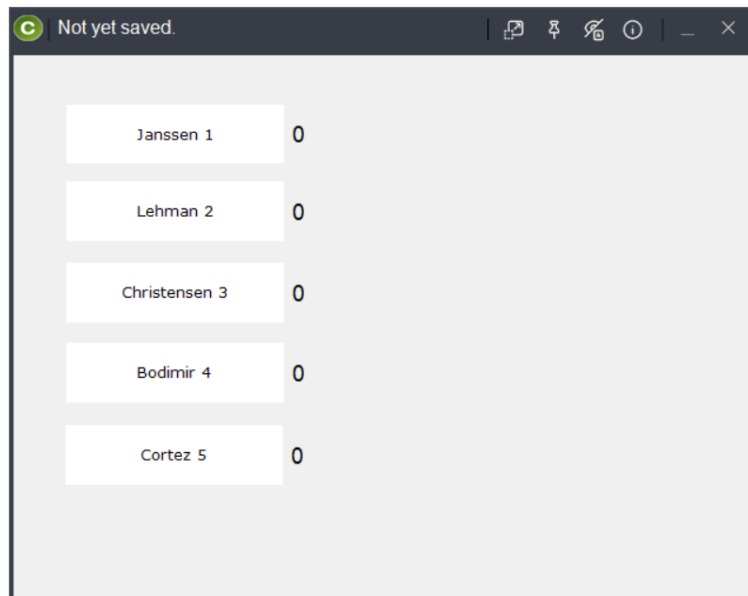 C Not yet saved.
Janssen 1 0
Lehman 2 0
Christensen 3 0
Bodimir 4 0
Cortez 5 0